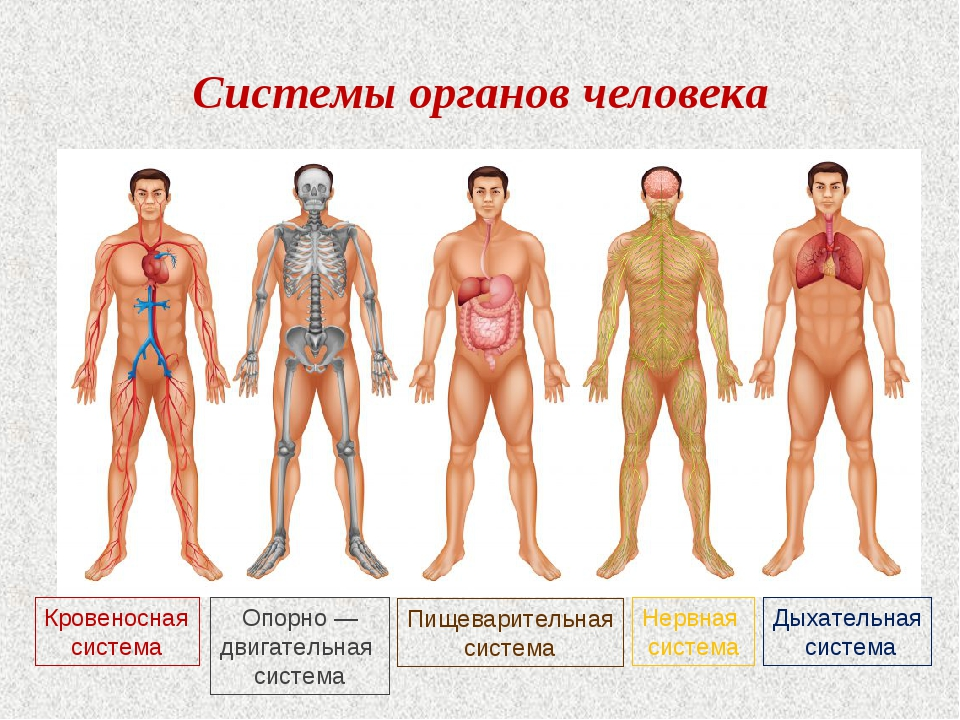 Системы органов человека
Кровеносная
система
Опорно —
двигательная
система
Пищеварительная
система
Нервная
система
Дыхательная
система